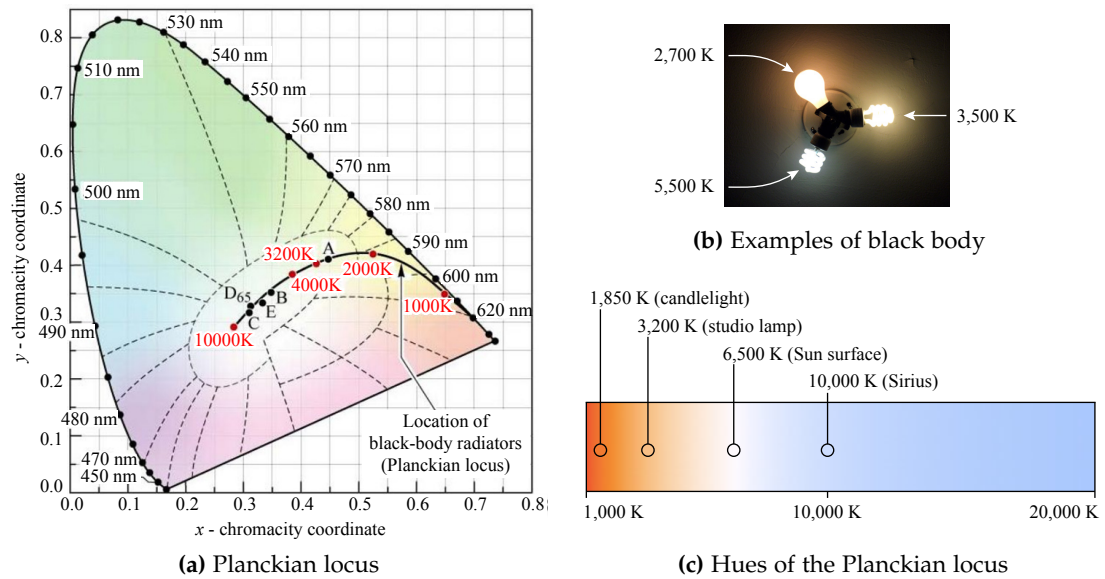 0.8
0.7
0.6
0.5
0.4
0.3
0.2
0.1
0.0
y - chromacity coordinate
530 nm
540 nm
510 nm
550 nm
560 nm
570 nm
500 nm
580 nm
590 nm
A
3200K
2000K
600 nm
4000K
D65
B
1000K
E
620 nm
C
490 nm
10000K
480 nm
Location of
black-body radiators
(Planckian locus)
470 nm
450 nm
0.0 0.1 0.2 0.3 0.4 0.5 0.6 0.7 0.8
x - chromacity coordinate
(a) Planckian locus
2,700 K
3,500 K
5,500 K
(b) Examples of black body
1,850 K (candlelight)
3,200 K (studio lamp)
6,500 K (Sun surface)
10,000 K (Sirius)
1,000 K 10,000 K 20,000 K
(c) Hues of the Planckian locus